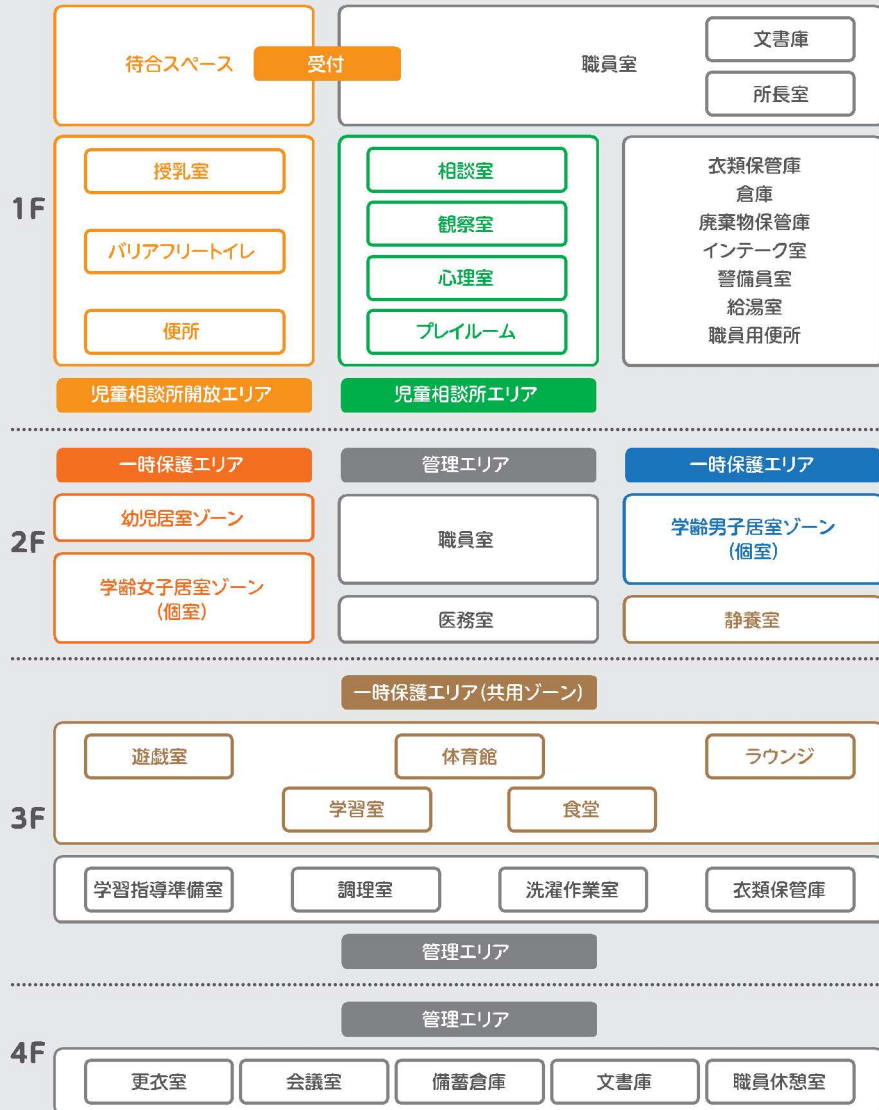 待合スペース
受付
職員室
文書庫
所長室
1F
授乳室
バリアフリートイレ
便所
児童相談所開放エリア
相談室
観察室
心理室
プレイルーム
児童相談所エリア
衣類保管庫
倉庫
廃棄物保管庫
インテーク室
警備員室
給湯室
職員用便所
2F
一時保護エリア
幼児居室ゾーン
学齢女子居室ゾーン
(個室)
管理エリア
職員室
医務室
一時保護エリア
学齢男子居室ゾーン
(個室)
静養室
3F
一時保護エリア(共用ゾーン)
遊戯室
体育館
ラウンジ
学習室
食堂
学習指導準備室
調理室
洗濯作業室
衣類保管庫
管理エリア
4F
管理エリア
更衣室
会議室
備蓄倉庫
文書庫
職員休憩室